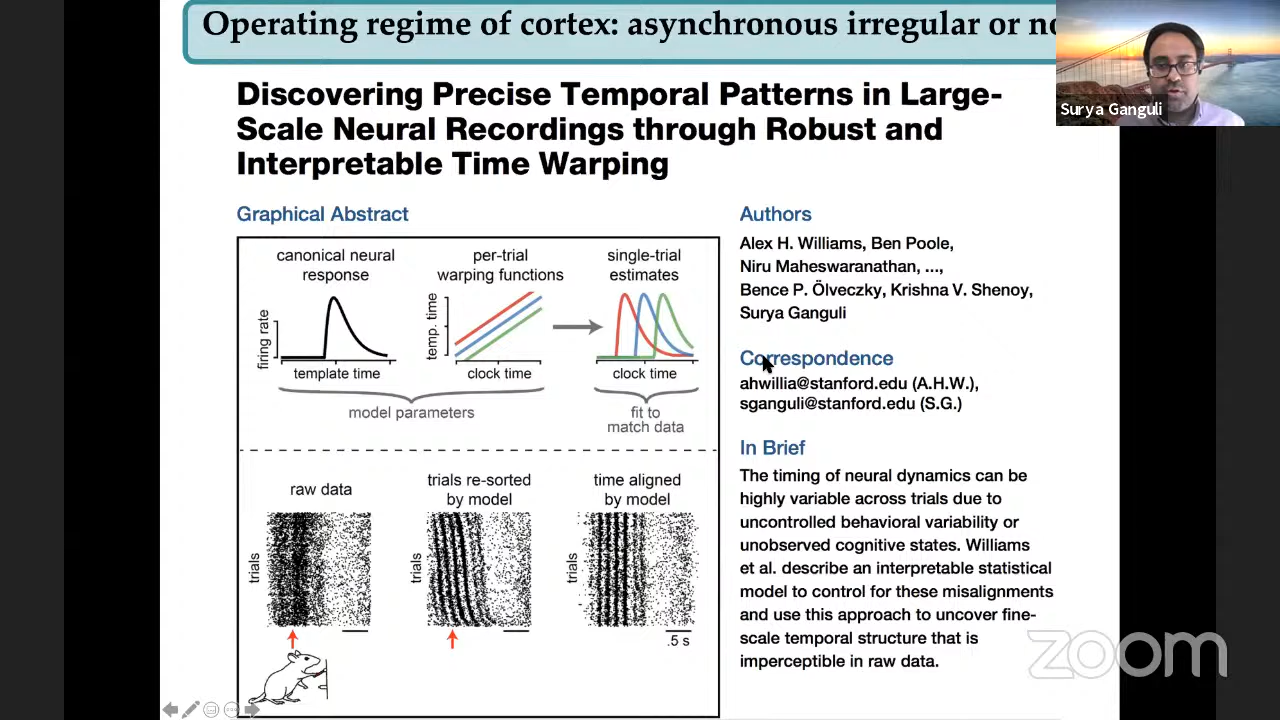 Operating regime of cortex: asynchronous irregular or
Surya Ganguli
Discovering Precise Temporal Patterns in Large-
Scale Neural Recordings through Robust and
Interpretable Time Warping
Graphical Abstract
canonical neural
response
per-trial
warping functions
single-trial
estimates
firing rate
temp. time
template time
clock time
clock time
model parameters
fit to
match data
raw data
trials re-sorted
by model
time aligned
by model
trials
trials
trials
.5 s
Authors
Alex H. Williams, Ben Poole,
Niru Maheswaranathan, ...,
Bence P. Ölveczky, Krishna V. Shenoy,
Surya Ganguli
Correspondence
ahwillia@stanford.edu (A.H.W.),
sganguli@stanford.edu (S.G.)
In Brief
The timing of neural dynamics can be
highly variable across trials due to
uncontrolled behavioral variability or
unobserved cognitive states. Williams
et al. describe an interpretable statistical
model to control for these misalignments
and use this approach to uncover fine-
scale temporal structure that is
imperceptible in raw data.
zoom